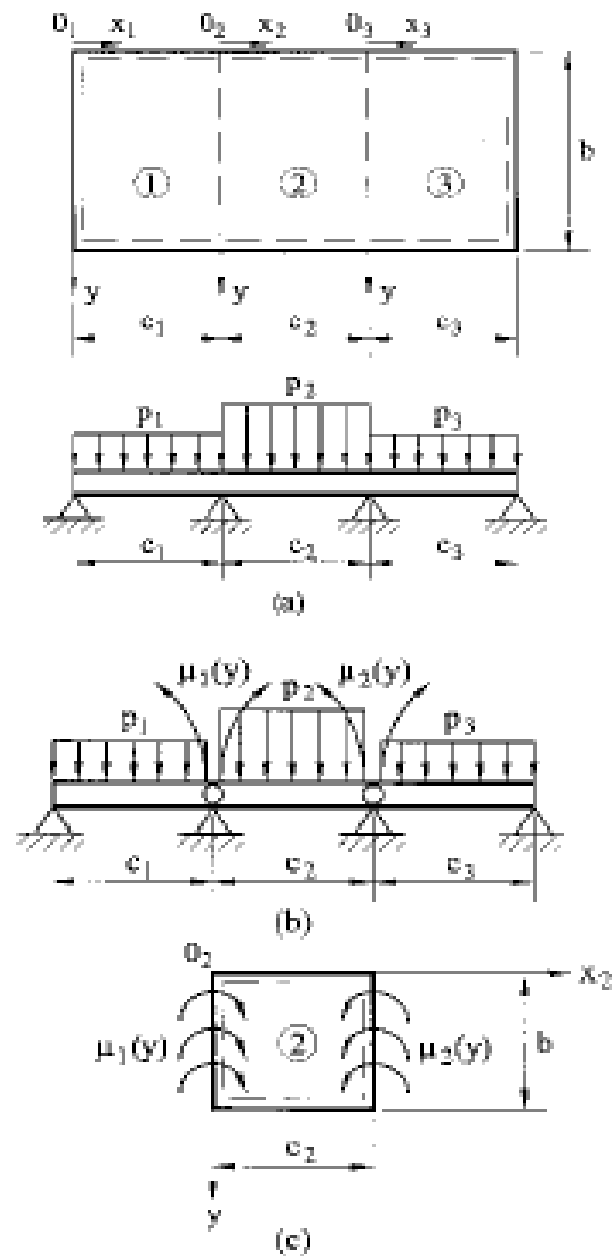 0₁ x₁ 0₂ x₂ 0₃ x₃
① ② ③ b
y y y
c₁ c₂ c₃
p₁ p₂ p₃
c₁ c₂ c₃
(a)
μ₁(y) μ₂(y)
p₁ p₂ p₃
c₁ c₂ c₃
(b)
0₂ x₂
μ₁(y) ② μ₂(y) b
c₂
y
(c)